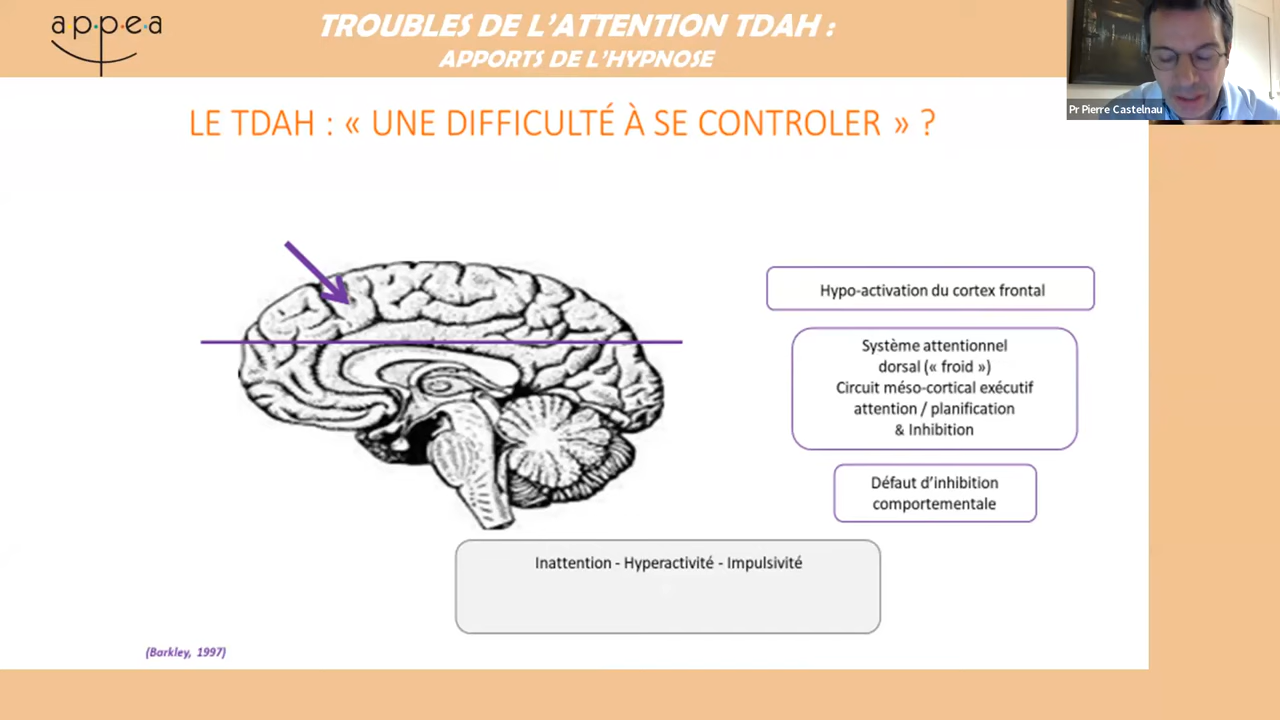 appea
TROUBLES DE L'ATTENTION TDAH :
APPORTS DE L'HYPNOSE
Pr Pierre Castelnau
LE TDAH : « UNE DIFFICULTÉ À SE CONTROLER » ?
Hypo-activation du cortex frontal
Système attentionnel
dorsal (« froid »)
Circuit méso-cortical exécutif
attention / planification
& Inhibition
Défaut d'inhibition
comportementale
Inattention - Hyperactivité - Impulsivité
(Barkley, 1997)